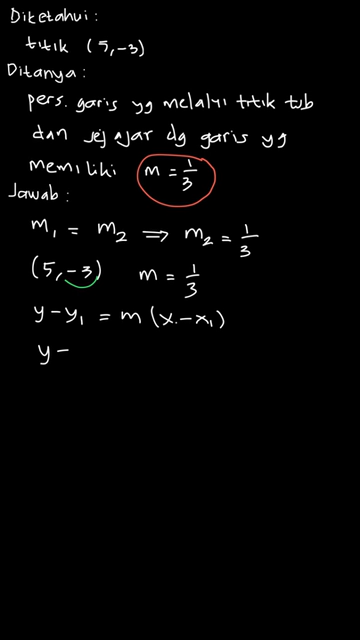 Diketahui:
titik (5,-3)
Ditanya:
pers. garis yg melalui titik tsb
dan sejajar dg garis yg
memiliki m = 1/3
Jawab:
m₁ = m₂ ⟹ m₂ = 1/3
(5,-3) m = 1/3
y - y₁ = m (x - x₁)
y -